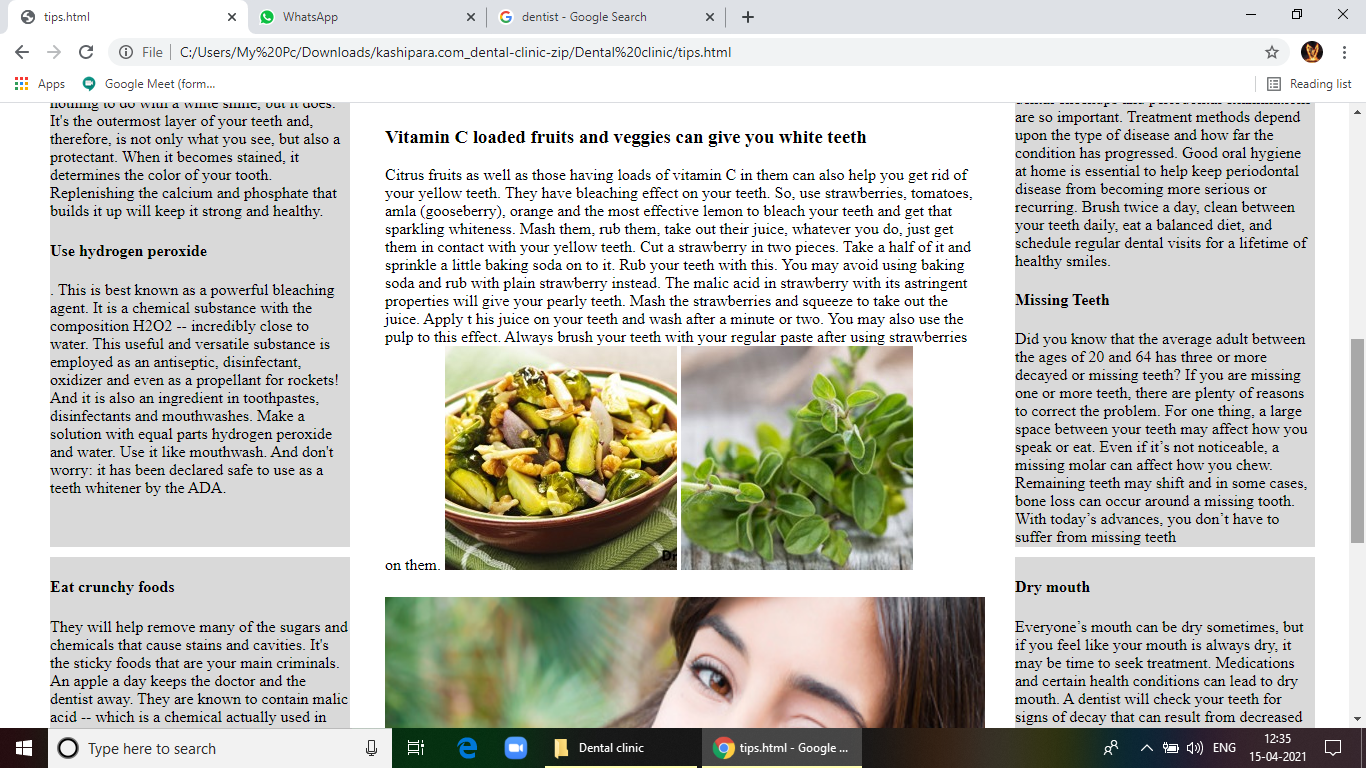 tips.html
WhatsApp
dentist - Google Search
File
C:/Users/My%20Pc/Downloads/kashipara.com_dental-clinic-zip/Dental%20clinic/tips.html
Apps
Google Meet (form...
Reading list
nothing to do with a white smile, but it does.
It's the outermost layer of your teeth and,
therefore, is not only what you see, but also a
protectant. When it becomes stained, it
determines the color of your tooth.
Replenishing the calcium and phosphate that
builds it up will keep it strong and healthy.
Use hydrogen peroxide
. This is best known as a powerful bleaching
agent. It is a chemical substance with the
composition H2O2 -- incredibly close to
water. This useful and versatile substance is
employed as an antiseptic, disinfectant,
oxidizer and even as a propellant for rockets!
And it is also an ingredient in toothpastes,
disinfectants and mouthwashes. Make a
solution with equal parts hydrogen peroxide
and water. Use it like mouthwash. And don't
worry: it has been declared safe to use as a
teeth whitener by the ADA.
Eat crunchy foods
They will help remove many of the sugars and
chemicals that cause stains and cavities. It's
the sticky foods that are your main criminals.
An apple a day keeps the doctor and the
dentist away. They are known to contain malic
acid -- which is a chemical actually used in
Vitamin C loaded fruits and veggies can give you white teeth
Citrus fruits as well as those having loads of vitamin C in them can also help you get rid of
your yellow teeth. They have bleaching effect on your teeth. So, use strawberries, tomatoes,
amla (gooseberry), orange and the most effective lemon to bleach your teeth and get that
sparkling whiteness. Mash them, rub them, take out their juice, whatever you do, just get
them in contact with your yellow teeth. Cut a strawberry in two pieces. Take a half of it and
sprinkle a little baking soda on to it. Rub your teeth with this. You may avoid using baking
soda and rub with plain strawberry instead. The malic acid in strawberry with its astringent
properties will give your pearly teeth. Mash the strawberries and squeeze to take out the
juice. Apply t his juice on your teeth and wash after a minute or two. You may also use the
pulp to this effect. Always brush your teeth with your regular paste after using strawberries
on them.
Dr
are so important. Treatment methods depend
upon the type of disease and how far the
condition has progressed. Good oral hygiene
at home is essential to help keep periodontal
disease from becoming more serious or
recurring. Brush twice a day, clean between
your teeth daily, eat a balanced diet, and
schedule regular dental visits for a lifetime of
healthy smiles.
Missing Teeth
Did you know that the average adult between
the ages of 20 and 64 has three or more
decayed or missing teeth? If you are missing
one or more teeth, there are plenty of reasons
to correct the problem. For one thing, a large
space between your teeth may affect how you
speak or eat. Even if it’s not noticeable, a
missing molar can affect how you chew.
Remaining teeth may shift and in some cases,
bone loss can occur around a missing tooth.
With today’s advances, you don’t have to
suffer from missing teeth
Dry mouth
Everyone’s mouth can be dry sometimes, but
if you feel like your mouth is always dry, it
may be time to seek treatment. Medications
and certain health conditions can lead to dry
mouth. A dentist will check your teeth for
signs of decay that can result from decreased
Type here to search
Dental clinic
tips.html - Google ...
ENG
12:35
15-04-2021